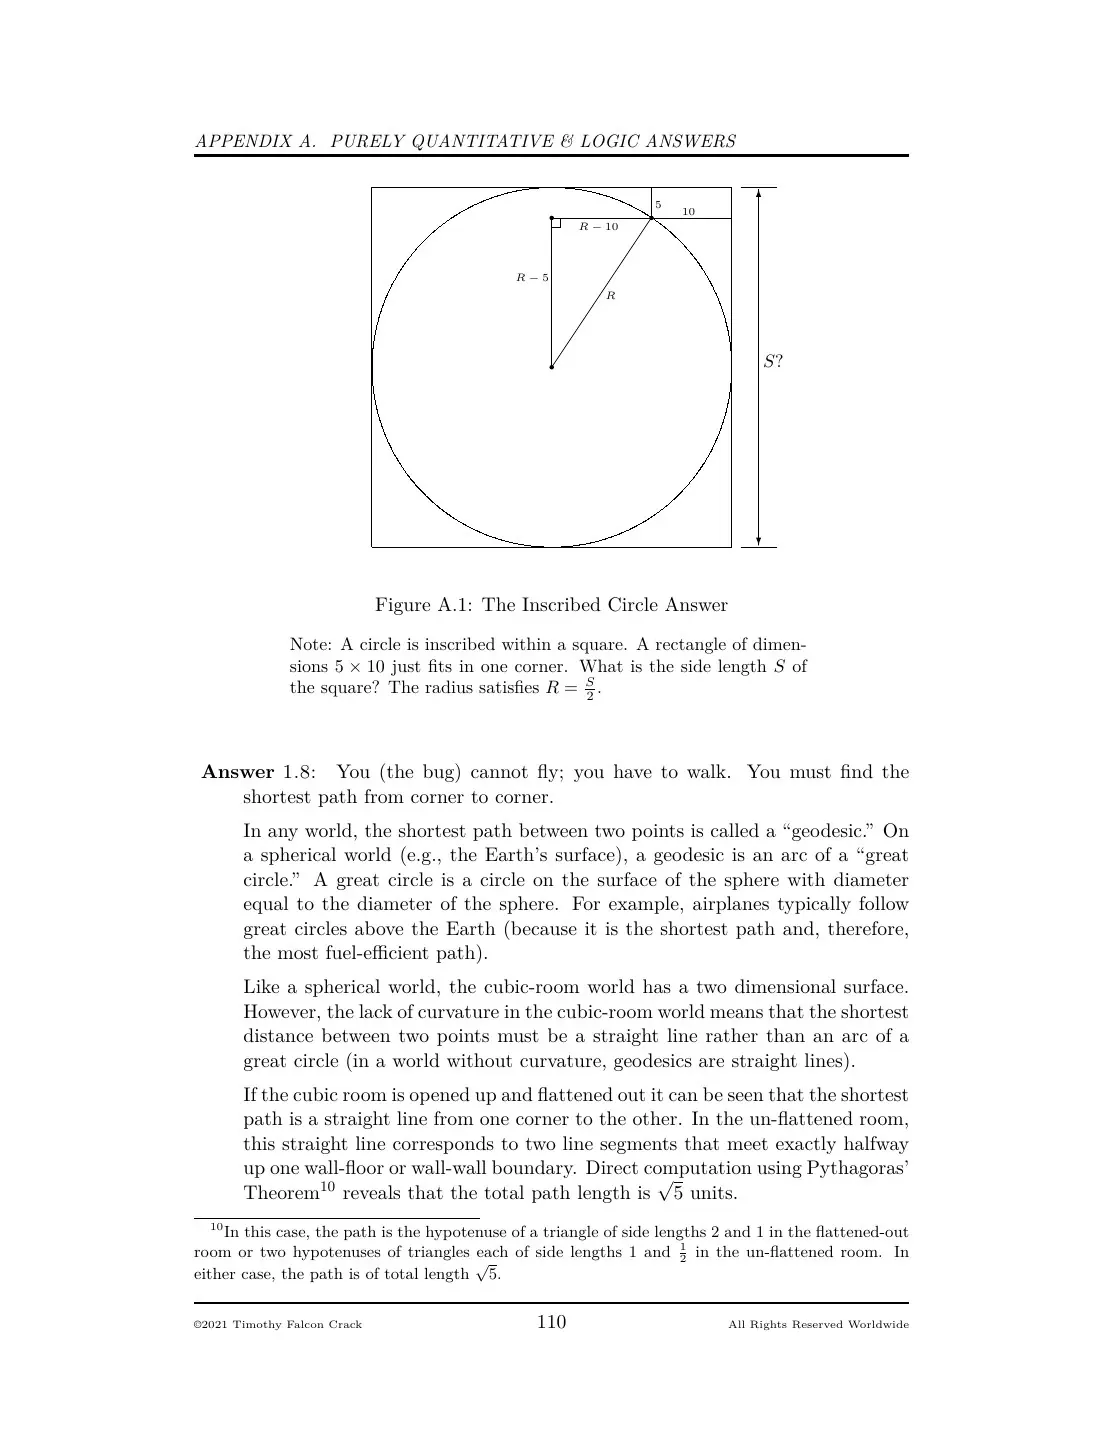 APPENDIX A. PURELY QUANTITATIVE & LOGIC ANSWERS
5
10
R − 10
R − 5
R
S?
Figure A.1: The Inscribed Circle Answer
Note: A circle is inscribed within a square. A rectangle of dimen-
sions 5 × 10 just fits in one corner. What is the side length S of
the square? The radius satisfies R = S/2.
Answer 1.8: You (the bug) cannot fly; you have to walk. You must find the
shortest path from corner to corner.
In any world, the shortest path between two points is called a “geodesic.” On
a spherical world (e.g., the Earth’s surface), a geodesic is an arc of a “great
circle.” A great circle is a circle on the surface of the sphere with diameter
equal to the diameter of the sphere. For example, airplanes typically follow
great circles above the Earth (because it is the shortest path and, therefore,
the most fuel-efficient path).
Like a spherical world, the cubic-room world has a two dimensional surface.
However, the lack of curvature in the cubic-room world means that the shortest
distance between two points must be a straight line rather than an arc of a
great circle (in a world without curvature, geodesics are straight lines).
If the cubic room is opened up and flattened out it can be seen that the shortest
path is a straight line from one corner to the other. In the un-flattened room,
this straight line corresponds to two line segments that meet exactly halfway
up one wall-floor or wall-wall boundary. Direct computation using Pythagoras’
Theorem¹⁰ reveals that the total path length is √5 units.
¹⁰In this case, the path is the hypotenuse of a triangle of side lengths 2 and 1 in the flattened-out
room or two hypotenuses of triangles each of side lengths 1 and 1/2 in the un-flattened room. In
either case, the path is of total length √5.
©2021 Timothy Falcon Crack
110
All Rights Reserved Worldwide